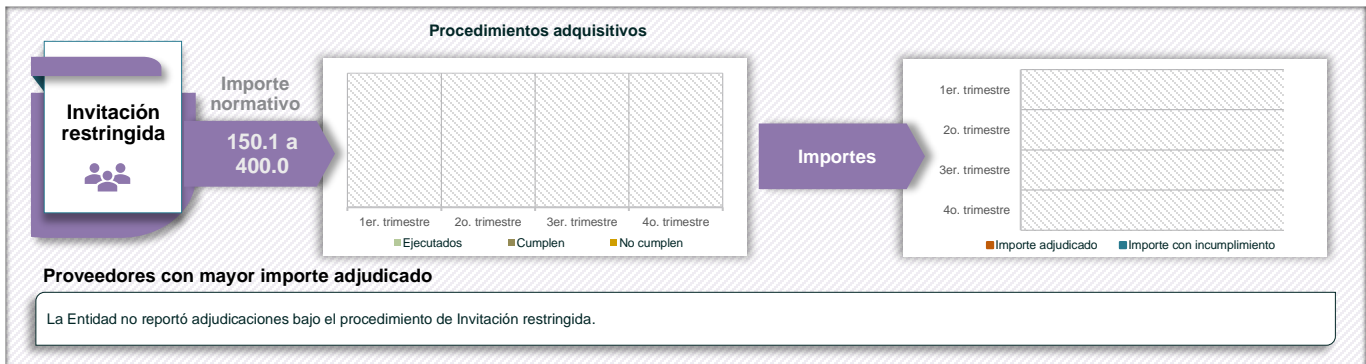 Procedimientos adquisitivos
Invitación
restringida
Importe
normativo
150.1 a
400.0
1er. trimestre
2o. trimestre
3er. trimestre
4o. trimestre
Ejecutados
Cumplen
No cumplen
Importes
1er. trimestre
2o. trimestre
3er. trimestre
4o. trimestre
Importe adjudicado
Importe con incumplimiento
Proveedores con mayor importe adjudicado
La Entidad no reportó adjudicaciones bajo el procedimiento de Invitación restringida.